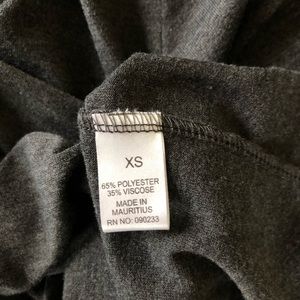 XS
65% POLYESTER
35% VISCOSE
MADE IN
MAURITIUS
RN NO: 090233